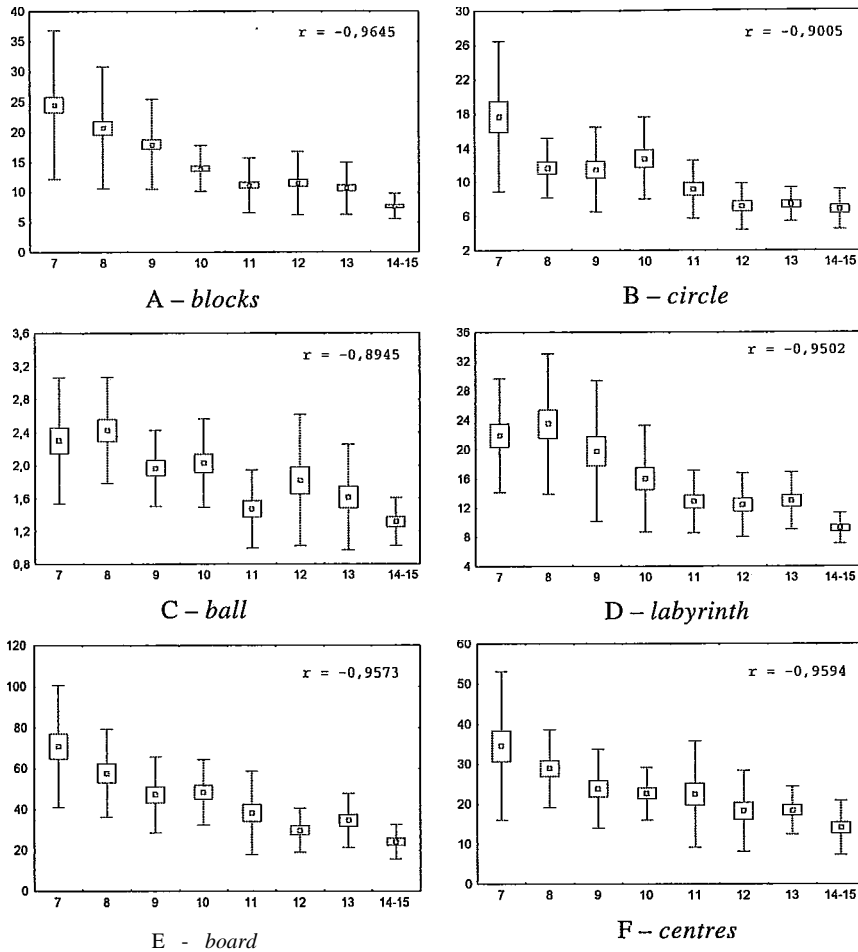 r = -0,9645
40
35
30
25
20
15
10
5
0
7 8 9 10 11 12 13 14-15
A – blocks
r = -0,9005
30
26
22
18
14
10
6
2
7 8 9 10 11 12 13 14-15
B – circle
r = -0,8945
3,6
3,2
2,8
2,4
2,0
1,6
1,2
0,8
7 8 9 10 11 12 13 14-15
C – ball
r = -0,9502
36
32
28
24
20
16
12
8
4
7 8 9 10 11 12 13 14-15
D – labyrinth
r = -0,9573
120
100
80
60
40
20
0
7 8 9 10 11 12 13 14-15
E - board
r = -0,9594
60
50
40
30
20
10
0
7 8 9 10 11 12 13 14-15
F – centres